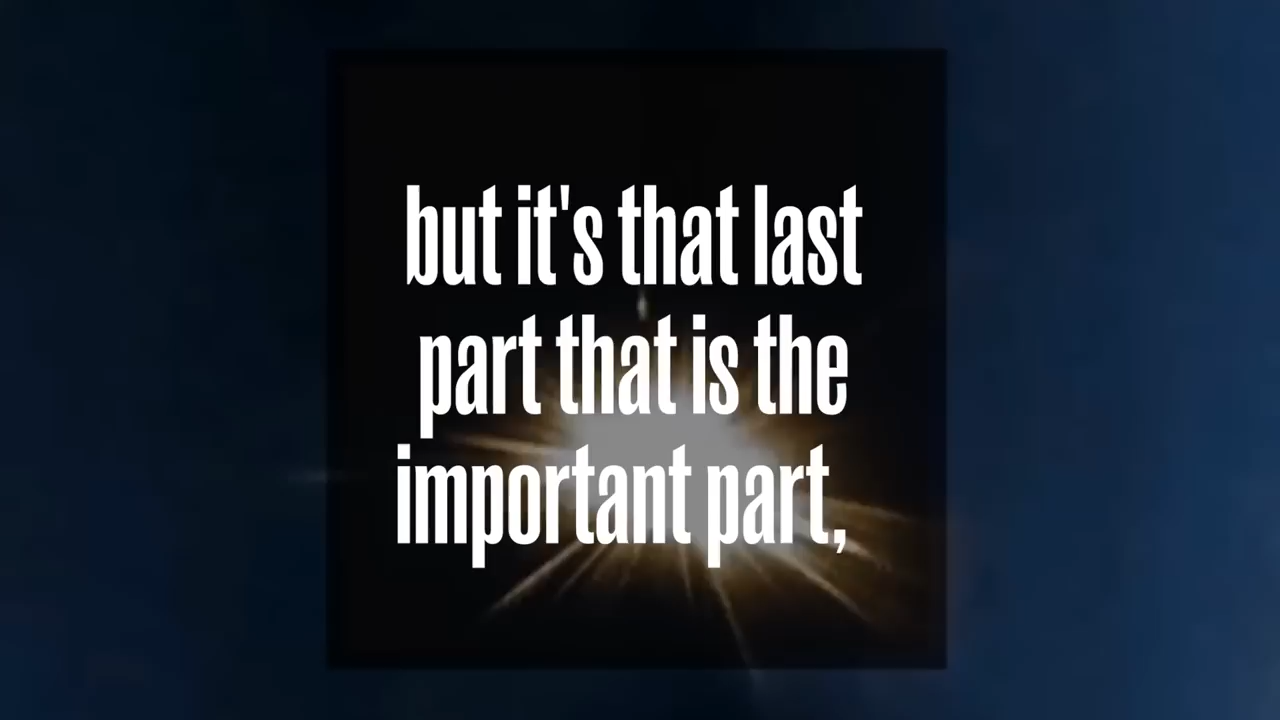 but it's that last
part that is the
important part,